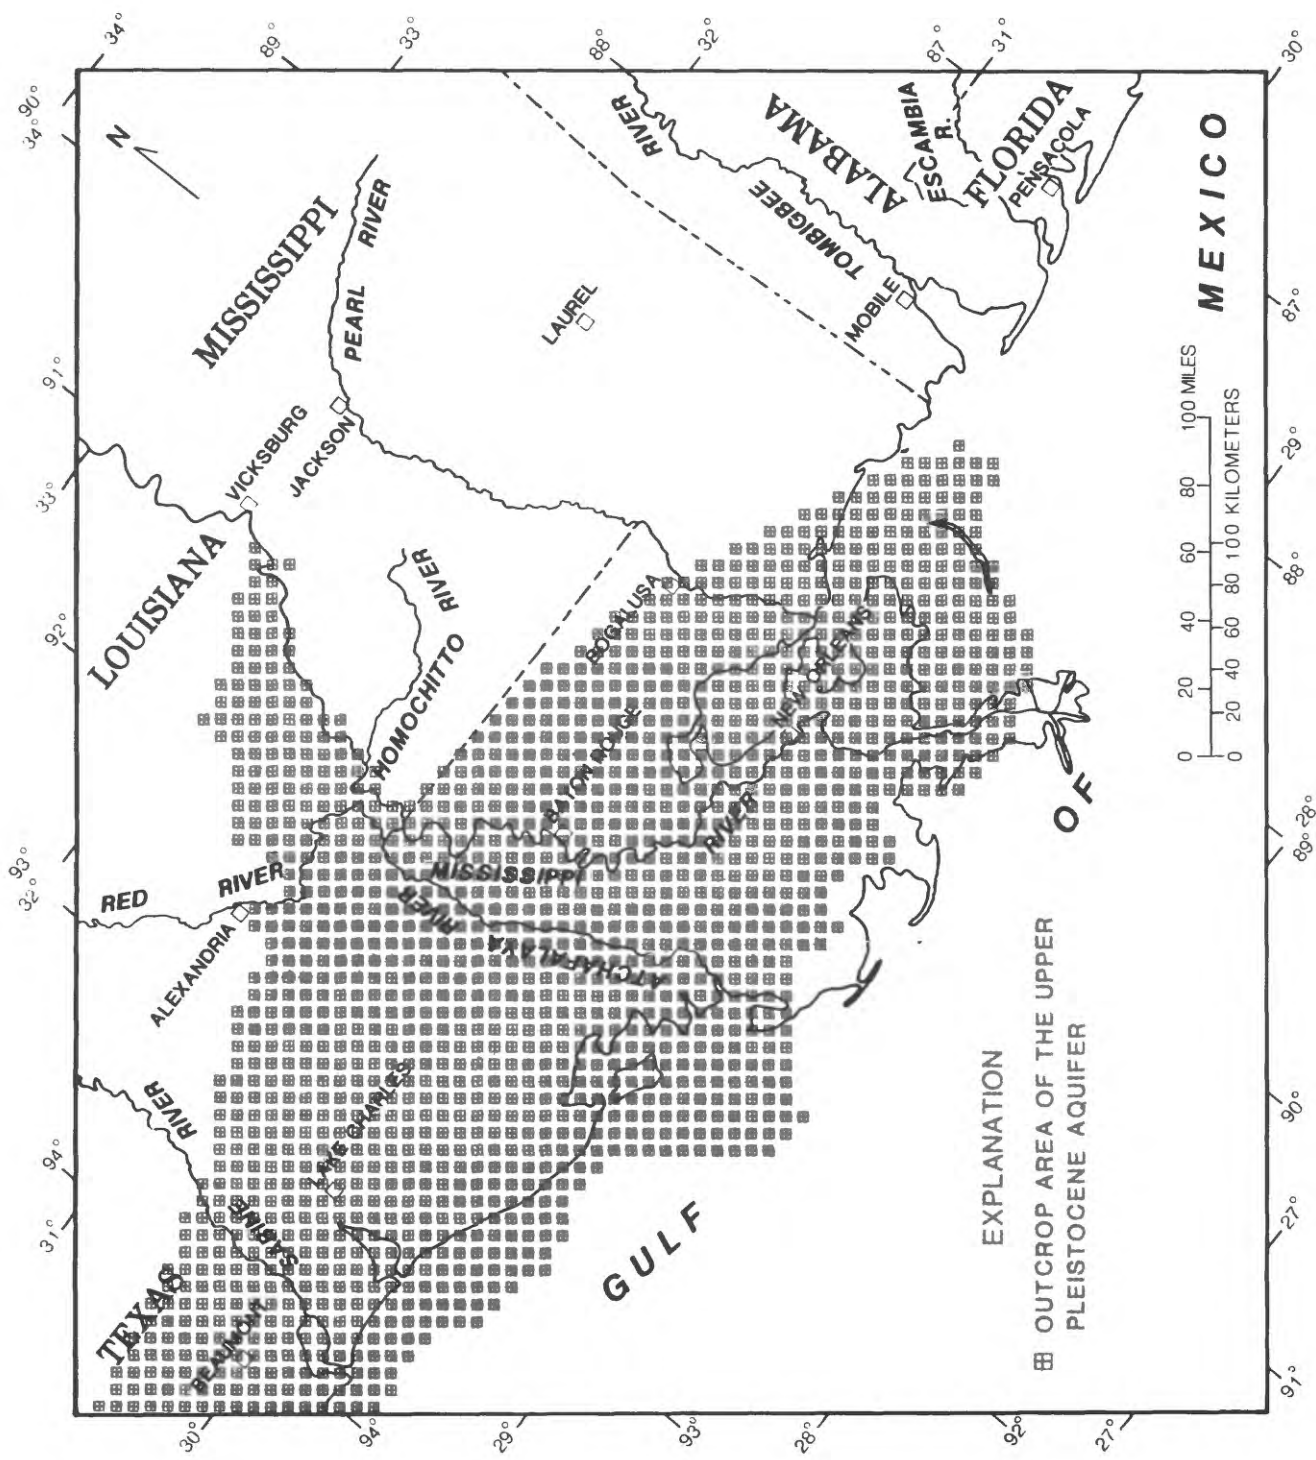 34°
89°
33°
88°
32°
87°
31°
30°
90°
34°
91°
33°
92°
93°
32°
94°
31°
N
MISSISSIPPI
PEARL RIVER
LAUREL
RIVER
TOMBIGBEE
ALABAMA
ESCAMBIA
R.
FLORIDA
PENSACOLA
MOBILE
VICKSBURG
JACKSON
LOUISIANA
HOMOCHITTO RIVER
BOGALUSA
NEW ORLEANS
BATON ROUGE
MISSISSIPPI
RIVER
RED RIVER
ALEXANDRIA
ATCHAFALAYA
RIVER
RIVER
SABINE
LAKE CHARLES
TEXAS
BEAUMONT
GULF OF MEXICO
0 20 40 60 80 100 MILES
0 20 40 60 80 100 KILOMETERS
EXPLANATION
OUTCROP AREA OF THE UPPER
PLEISTOCENE AQUIFER
87°
29°
88°
28°
89°
90°
27°
91°
30°
94°
29°
93°
28°
92°
27°